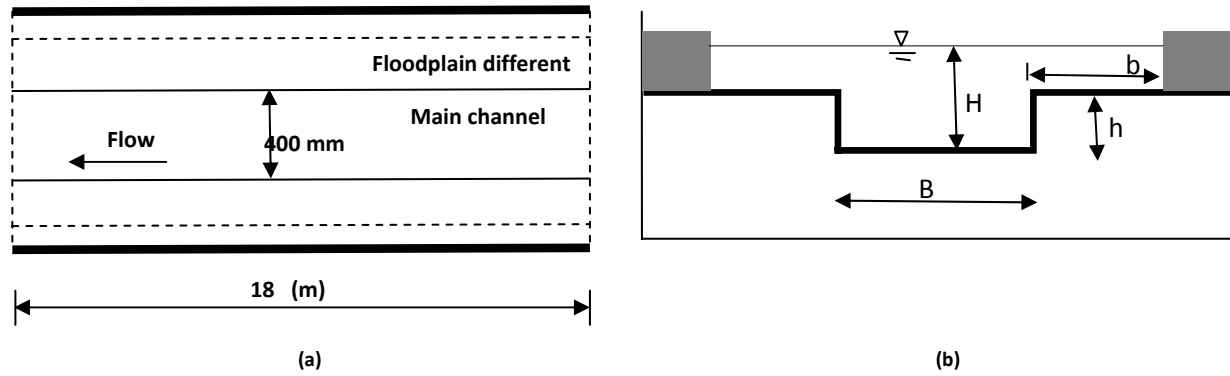 Floodplain different
Main channel
Flow
400 mm
18 (m)
(a)
b
H
h
B
(b)